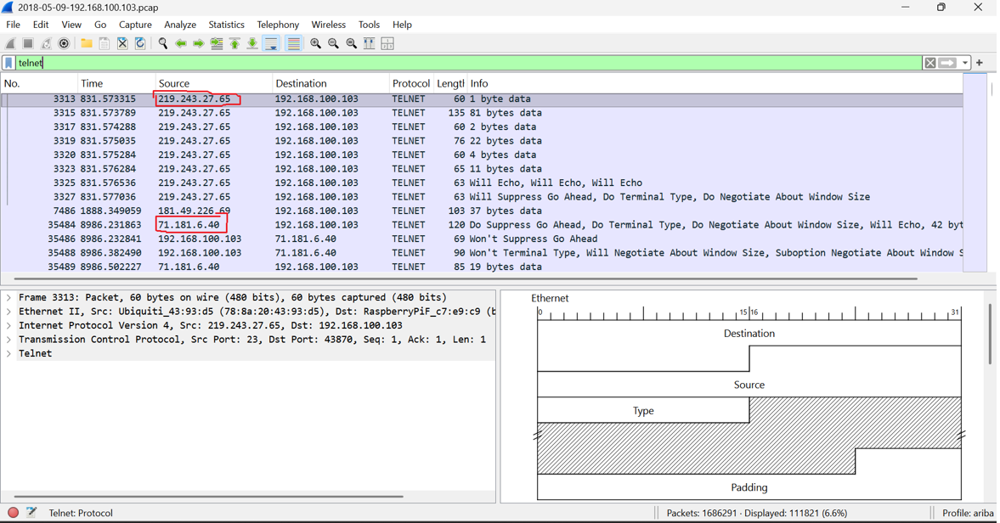 2018-05-09-192.168.100.103.pcap
File Edit View Go Capture Analyze Statistics Telephony Wireless Tools Help
telnet
No. Time Source Destination Protocol Length Info
3313 831.573315 219.243.27.65 192.168.100.103 TELNET 60 1 byte data
3315 831.573789 219.243.27.65 192.168.100.103 TELNET 135 81 bytes data
3317 831.574288 219.243.27.65 192.168.100.103 TELNET 60 2 bytes data
3319 831.575035 219.243.27.65 192.168.100.103 TELNET 76 22 bytes data
3320 831.575284 219.243.27.65 192.168.100.103 TELNET 60 4 bytes data
3323 831.576284 219.243.27.65 192.168.100.103 TELNET 65 11 bytes data
3325 831.576536 219.243.27.65 192.168.100.103 TELNET 63 Will Echo, Will Echo, Will Echo
3327 831.577036 219.243.27.65 192.168.100.103 TELNET 63 Will Suppress Go Ahead, Do Terminal Type, Do Negotiate About Window Size
7486 1888.349059 181.49.226.69 192.168.100.103 TELNET 103 37 bytes data
35484 8986.231863 71.181.6.40 192.168.100.103 TELNET 120 Do Suppress Go Ahead, Do Terminal Type, Do Negotiate About Window Size, Will Echo, 42 byt
35486 8986.232841 192.168.100.103 71.181.6.40 TELNET 69 Won't Suppress Go Ahead
35488 8986.382490 192.168.100.103 71.181.6.40 TELNET 90 Won't Terminal Type, Will Negotiate About Window Size, Suboption Negotiate About Window S
35489 8986.502227 71.181.6.40 192.168.100.103 TELNET 85 19 bytes data
Frame 3313: Packet, 60 bytes on wire (480 bits), 60 bytes captured (480 bits)
Ethernet II, Src: Ubiquiti_43:93:d5 (78:8a:20:43:93:d5), Dst: RaspberryPiF_c7:e9:c9 (b
Internet Protocol Version 4, Src: 219.243.27.65, Dst: 192.168.100.103
Transmission Control Protocol, Src Port: 23, Dst Port: 43870, Seq: 1, Ack: 1, Len: 1
Telnet
Ethernet
0 15 16 31
Destination
Source
Type
Padding
Telnet: Protocol
Packets: 1686291 · Displayed: 111821 (6.6%)
Profile: ariba